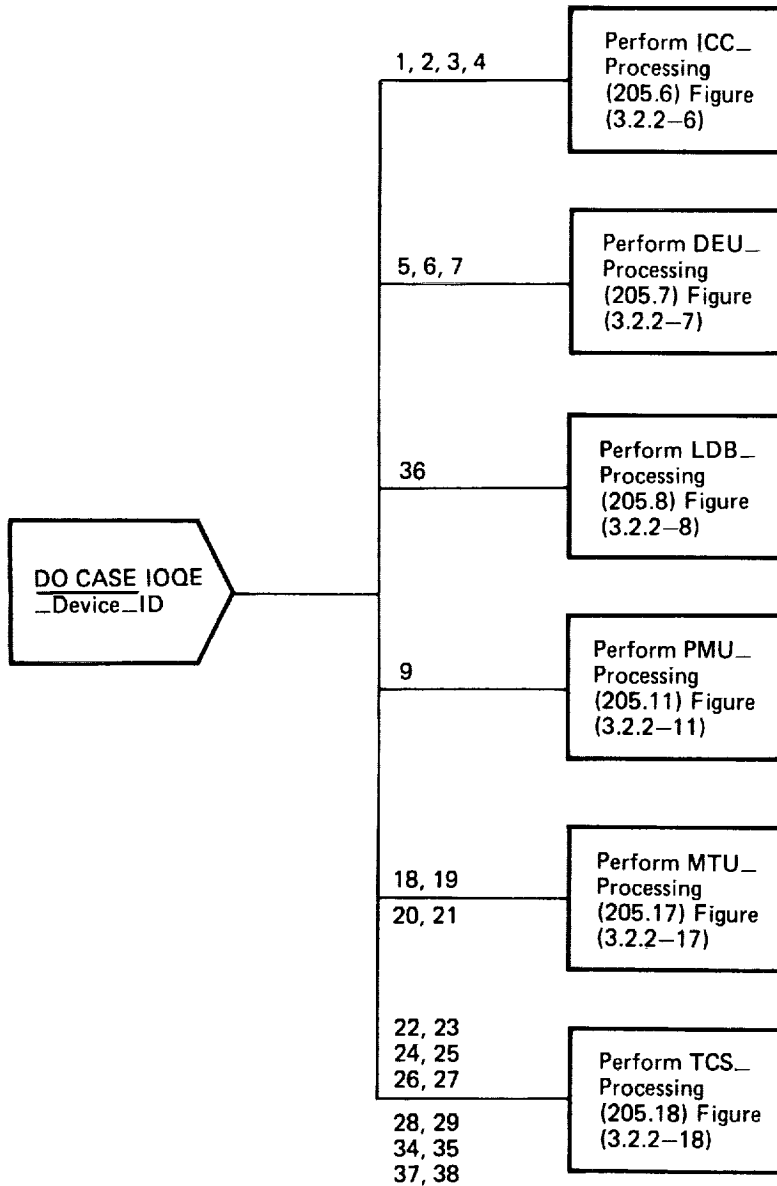 1, 2, 3, 4
Perform ICC_
Processing
(205.6) Figure
(3.2.2—6)
5, 6, 7
Perform DEU_
Processing
(205.7) Figure
(3.2.2—7)
36
Perform LDB_
Processing
(205.8) Figure
(3.2.2—8)
DO CASE IOQE
_Device_ID
9
Perform PMU_
Processing
(205.11) Figure
(3.2.2—11)
18, 19
20, 21
Perform MTU_
Processing
(205.17) Figure
(3.2.2—17)
22, 23
24, 25
26, 27
28, 29
34, 35
37, 38
Perform TCS_
Processing
(205.18) Figure
(3.2.2—18)